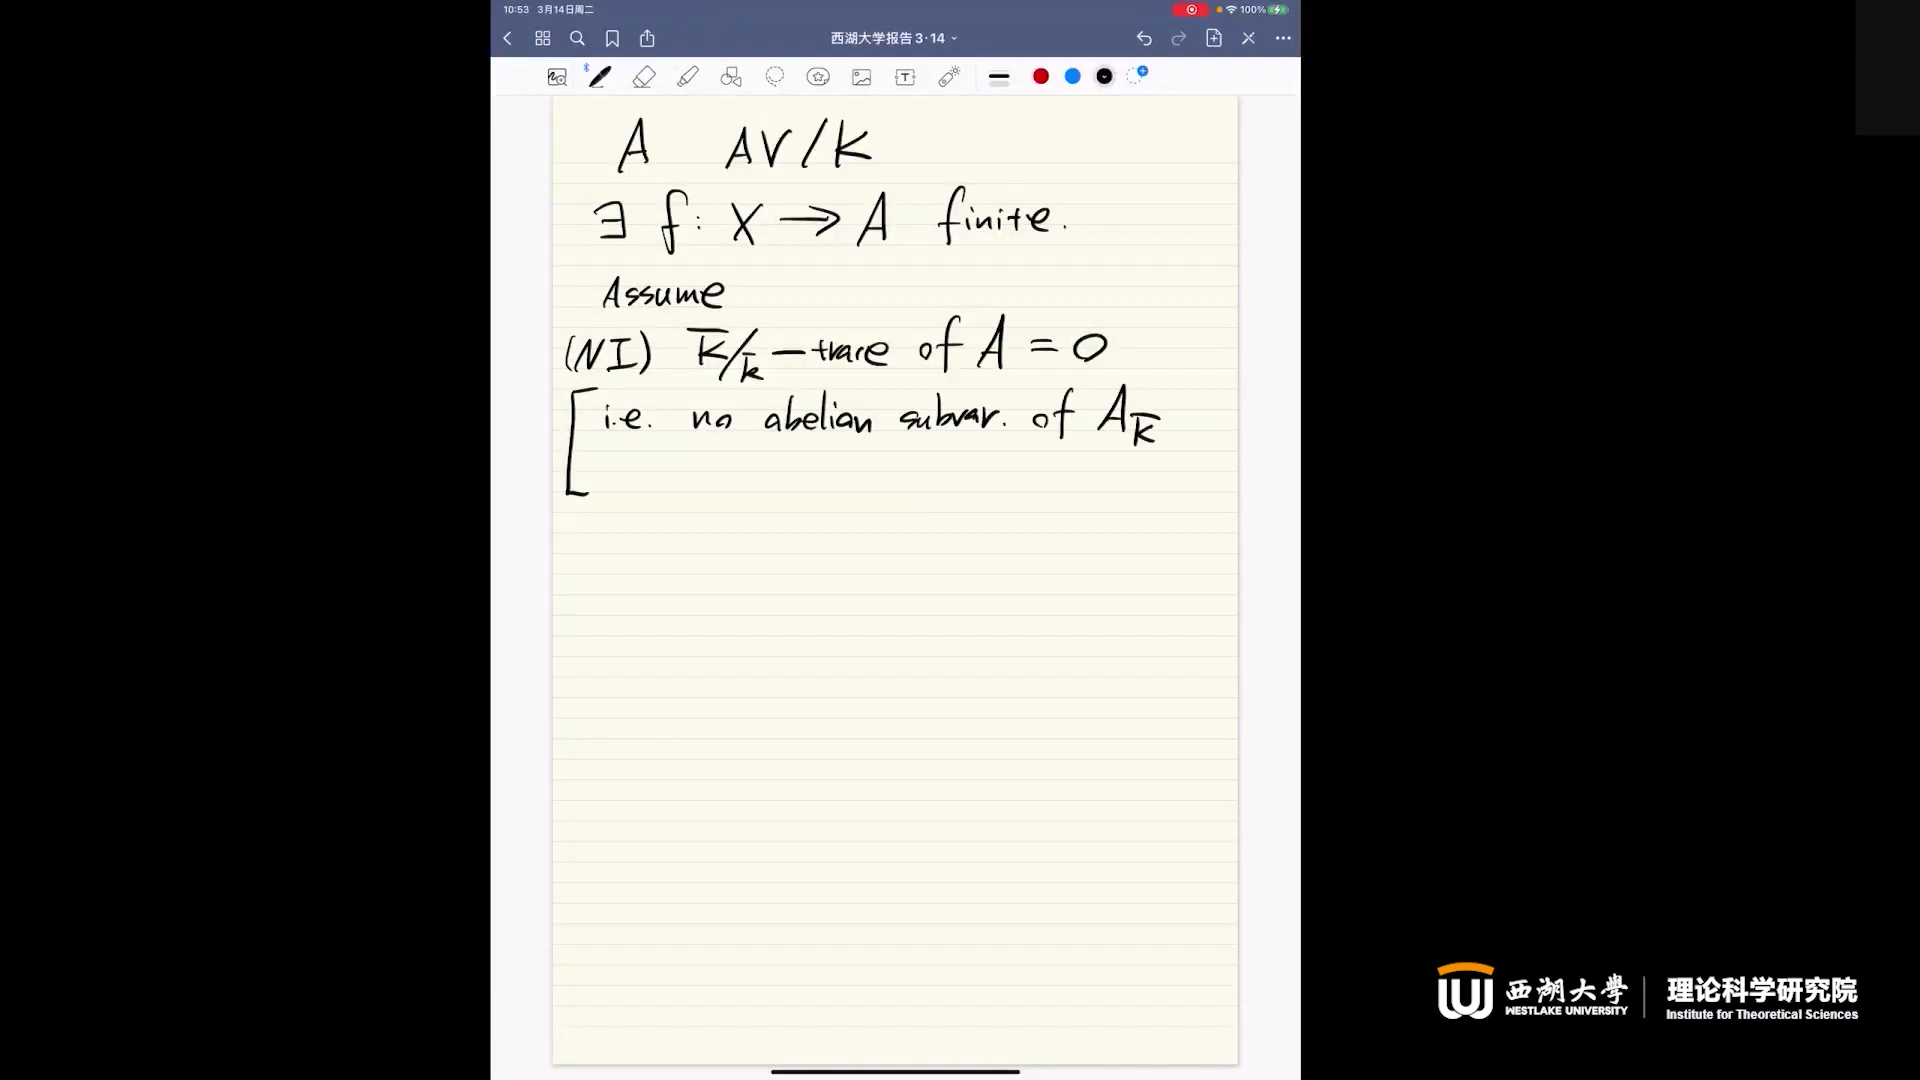 10:53 3月14日周二
100%
西湖大学报告3·14
T
A AV/K
∃ f: X → A finite.
Assume
(NI) K̅/k - trace of A = 0
[ i.e. no abelian subvar. of A_K̅
西湖大學
WESTLAKE UNIVERSITY
理论科学研究院
Institute for Theoretical Sciences